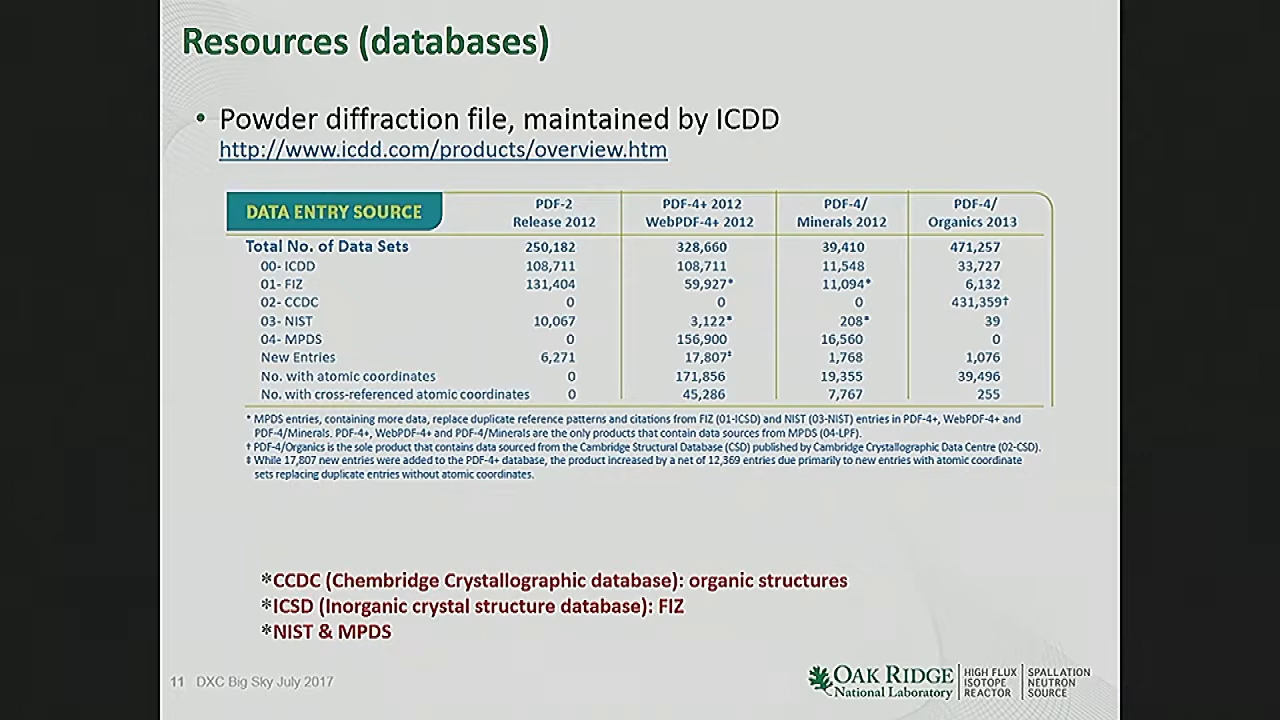 Resources (databases)
• Powder diffraction file, maintained by ICDD
http://www.icdd.com/products/overview.htm
DATA ENTRY SOURCE PDF-2 Release 2012 PDF-4+ 2012 WebPDF-4+ 2012 PDF-4/ Minerals 2012 PDF-4/ Organics 2013
Total No. of Data Sets 250,182 328,660 39,410 471,257
00- ICDD 108,711 108,711 11,548 33,727
01- FIZ 131,404 59,927* 11,094* 6,132
02- CCDC 0 0 0 431,359†
03- NIST 10,067 3,122* 208* 39
04- MPDS 0 156,900 16,560 0
New Entries 6,271 17,807‡ 1,768 1,076
No. with atomic coordinates 0 171,856 19,355 39,496
No. with cross-referenced atomic coordinates 0 45,286 7,767 255
* MPDS entries, containing more data, replace duplicate reference patterns and citations from FIZ (01-ICSD) and NIST (03-NIST) entries in PDF-4+, WebPDF-4+ and
PDF-4/Minerals. PDF-4+, WebPDF-4+ and PDF-4/Minerals are the only products that contain data sources from MPDS (04-LPF).
† PDF-4/Organics is the sole product that contains data sourced from the Cambridge Structural Database (CSD) published by Cambridge Crystallographic Data Centre (02-CSD).
‡ While 17,807 new entries were added to the PDF-4+ database, the product increased by a net of 12,369 entries due primarily to new entries with atomic coordinate
sets replacing duplicate entries without atomic coordinates.
*CCDC (Chembridge Crystallographic database): organic structures
*ICSD (Inorganic crystal structure database): FIZ
*NIST & MPDS
11 DXC Big Sky July 2017
OAK RIDGE
National Laboratory
HIGH FLUX
ISOTOPE
REACTOR
SPALLATION
NEUTRON
SOURCE